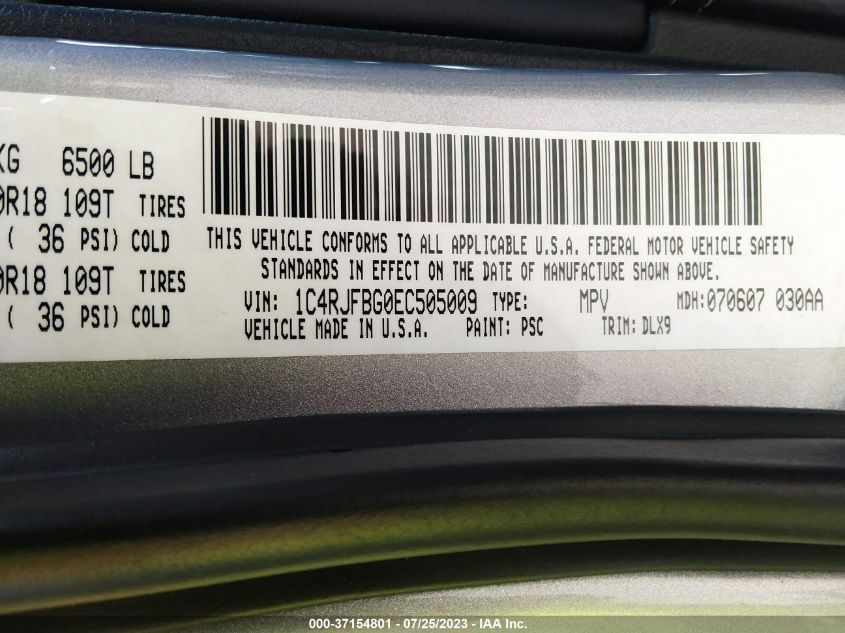 KG 6500 LB
0R18 109T TIRES
( 36 PSI) COLD
0R18 109T TIRES
( 36 PSI) COLD
THIS VEHICLE CONFORMS TO ALL APPLICABLE U.S.A. FEDERAL MOTOR VEHICLE SAFETY
STANDARDS IN EFFECT ON THE DATE OF MANUFACTURE SHOWN ABOVE.
VIN: 1C4RJFBG0EC505009 TYPE: MPV MDH: 070607 030AA
VEHICLE MADE IN U.S.A. PAINT: PSC TRIM: DLX9
000-37154801 - 07/25/2023 - IAA Inc.